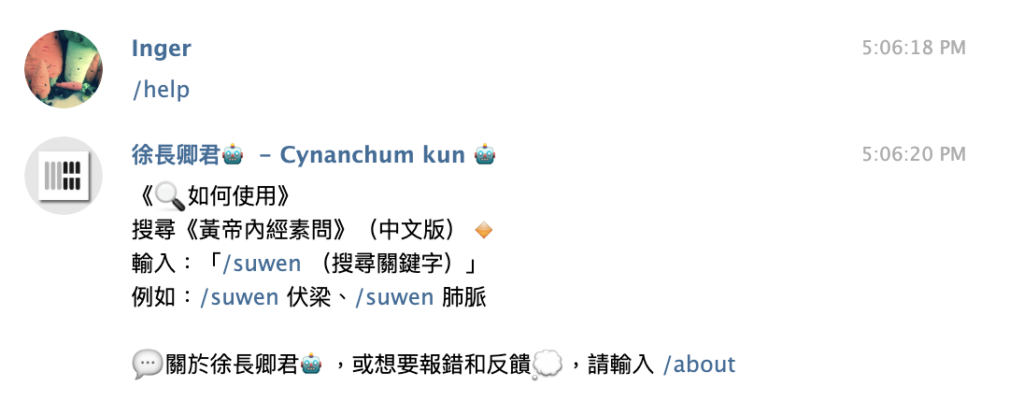 Inger 5:06:18 PM
/help
徐長卿君🤖 – Cynanchum kun 🤖 5:06:20 PM
《🔍如何使用》
搜尋《黃帝內經素問》（中文版）🔸
輸入：「/suwen （搜尋關鍵字）」
例如：/suwen 伏梁、/suwen 肺脈
💬關於徐長卿君🤖 ，或想要報錯和反饋💭，請輸入 /about